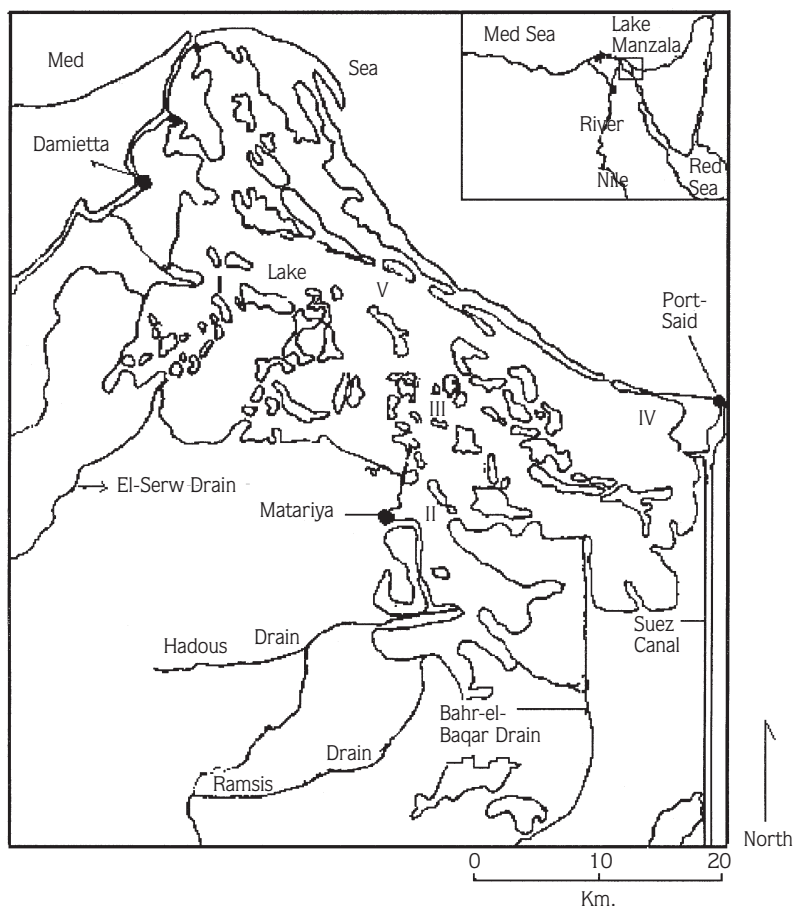 Med Sea
Lake
Manzala
River
Nile
Red
Sea
Med
Sea
Damietta
I
Lake
V
Port-
Said
III
IV
El-Serw Drain
Matariya
II
Suez
Canal
Hadous Drain
Bahr-el-
Baqar Drain
Drain
Ramsis
North
0 10 20
Km.